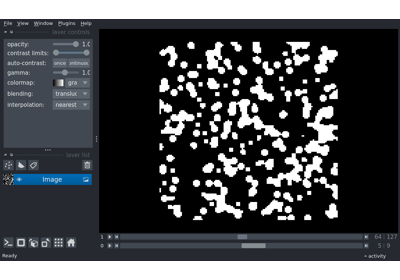 File View Window Plugins Help
layer controls
opacity: 1.0
contrast limits:
auto-contrast: once continuous
gamma: 1.0
colormap: gray
blending: translu
interpolation: nearest
layer list
Image
1 64 127
0 5 9
Ready activity